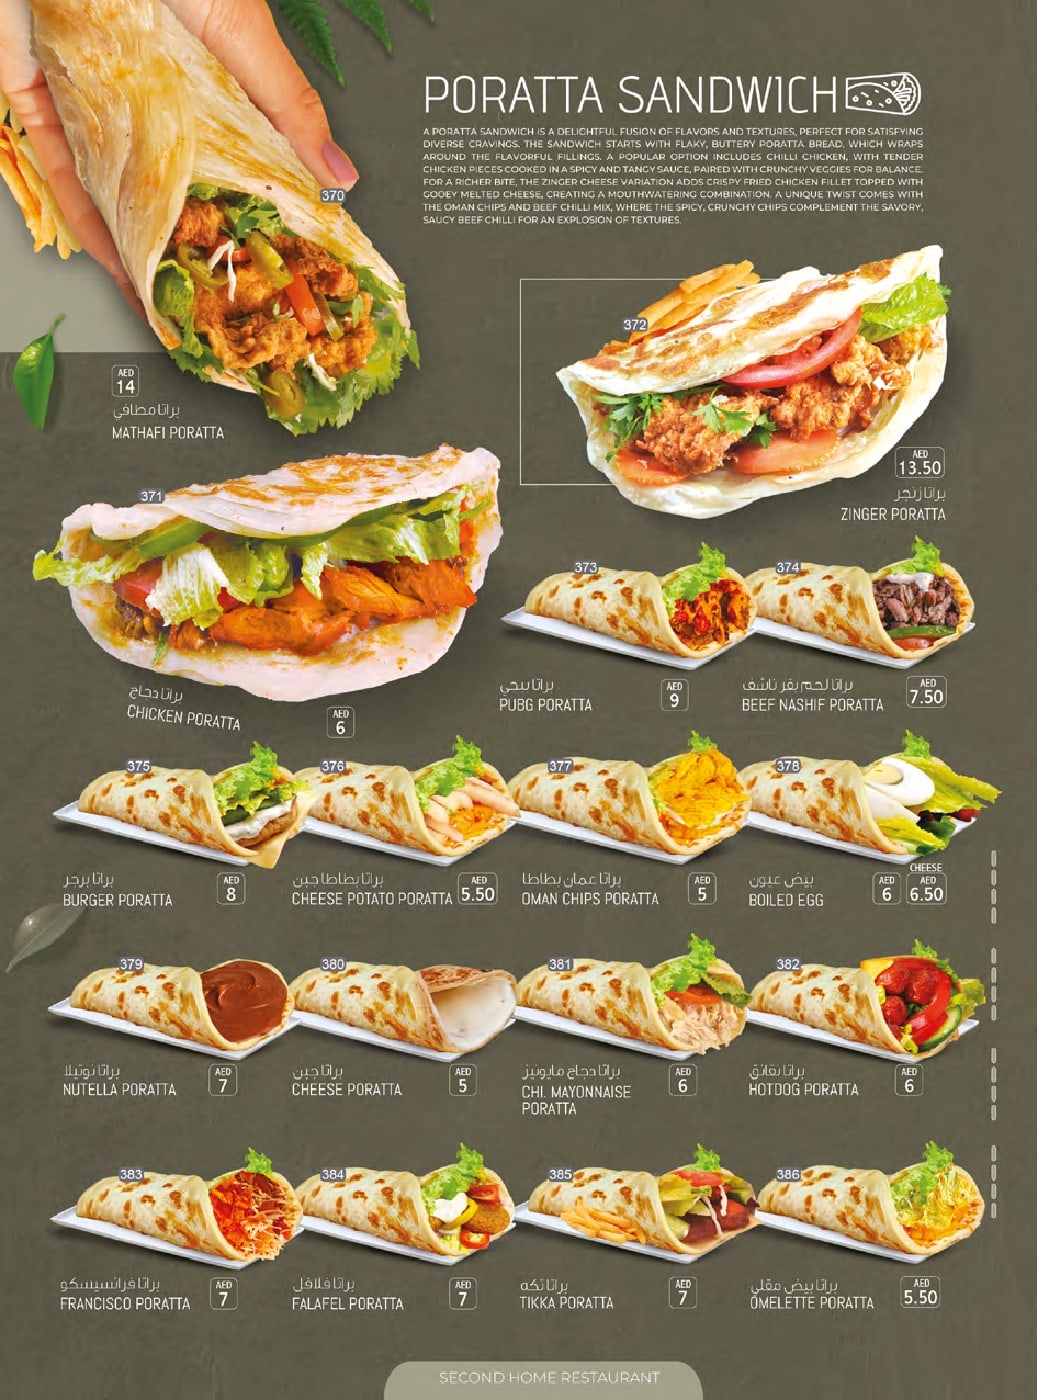 PORATTA SANDWICH
A PORATTA SANDWICH IS A DELIGHTFUL FUSION OF FLAVORS AND TEXTURES, PERFECT FOR SATISFYING
DIVERSE CRAVINGS. THE SANDWICH STARTS WITH FLAKY, BUTTERY PORATTA BREAD, WHICH WRAPS
AROUND THE FLAVORFUL FILLINGS. A POPULAR OPTION INCLUDES CHILLI CHICKEN, WITH TENDER
CHICKEN PIECES COOKED IN A SPICY AND TANGY SAUCE, PAIRED WITH CRUNCHY VEGGIES FOR BALANCE.
FOR A RICHER BITE, THE ZINGER CHEESE VARIATION ADDS CRISPY FRIED CHICKEN FILLET TOPPED WITH
GOOEY MELTED CHEESE, CREATING A MOUTHWATERING COMBINATION. A UNIQUE TWIST COMES WITH
THE OMAN CHIPS AND BEEF CHILLI MIX, WHERE THE SPICY, CRUNCHY CHIPS COMPLEMENT THE SAVORY,
SAUCY BEEF CHILLI FOR AN EXPLOSION OF TEXTURES.
370
AED
14
براتا مطافي
MATHAFI PORATTA
372
AED
13.50
براتا زنجر
ZINGER PORATTA
371
براتا دجاج
CHICKEN PORATTA
AED
6
373
براتا ببجي
PUBG PORATTA
AED
9
374
براتا لحم بقر ناشف
BEEF NASHIF PORATTA
AED
7.50
375
براتا برجر
BURGER PORATTA
AED
8
376
براتا بطاطا جبن
CHEESE POTATO PORATTA
AED
5.50
377
براتا عمان بطاطا
OMAN CHIPS PORATTA
AED
5
378
بيض عيون
BOILED EGG
AED
6
CHEESE
AED
6.50
379
براتا نوتيلا
NUTELLA PORATTA
AED
7
380
براتا جبن
CHEESE PORATTA
AED
5
381
براتا دجاج مايونيز
CHI. MAYONNAISE
PORATTA
AED
6
382
براتا نقانق
HOTDOG PORATTA
AED
6
383
براتا فرانسيسكو
FRANCISCO PORATTA
AED
7
384
براتا فلافل
FALAFEL PORATTA
AED
7
385
براتا تكه
TIKKA PORATTA
AED
7
386
براتا بيض مقلي
OMELETTE PORATTA
AED
5.50
SECOND HOME RESTAURANT